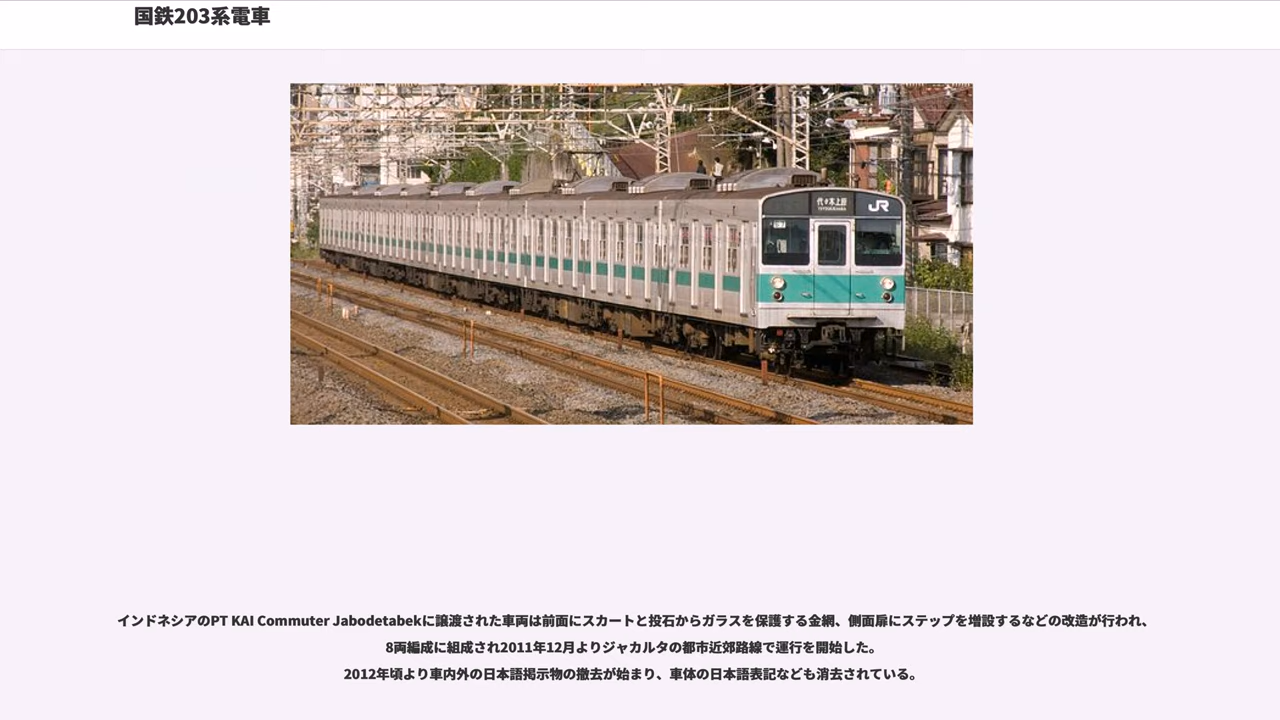 国鉄203系電車
代々木上原
JR
インドネシアのPT KAI Commuter Jabodetabekに譲渡された車両は前面にスカートと投石からガラスを保護する金網、側面扉にステップを増設するなどの改造が行われ、
8両編成に組成され2011年12月よりジャカルタの都市近郊路線で運行を開始した。
2012年頃より車内外の日本語掲示物の撤去が始まり、車体の日本語表記なども消去されている。